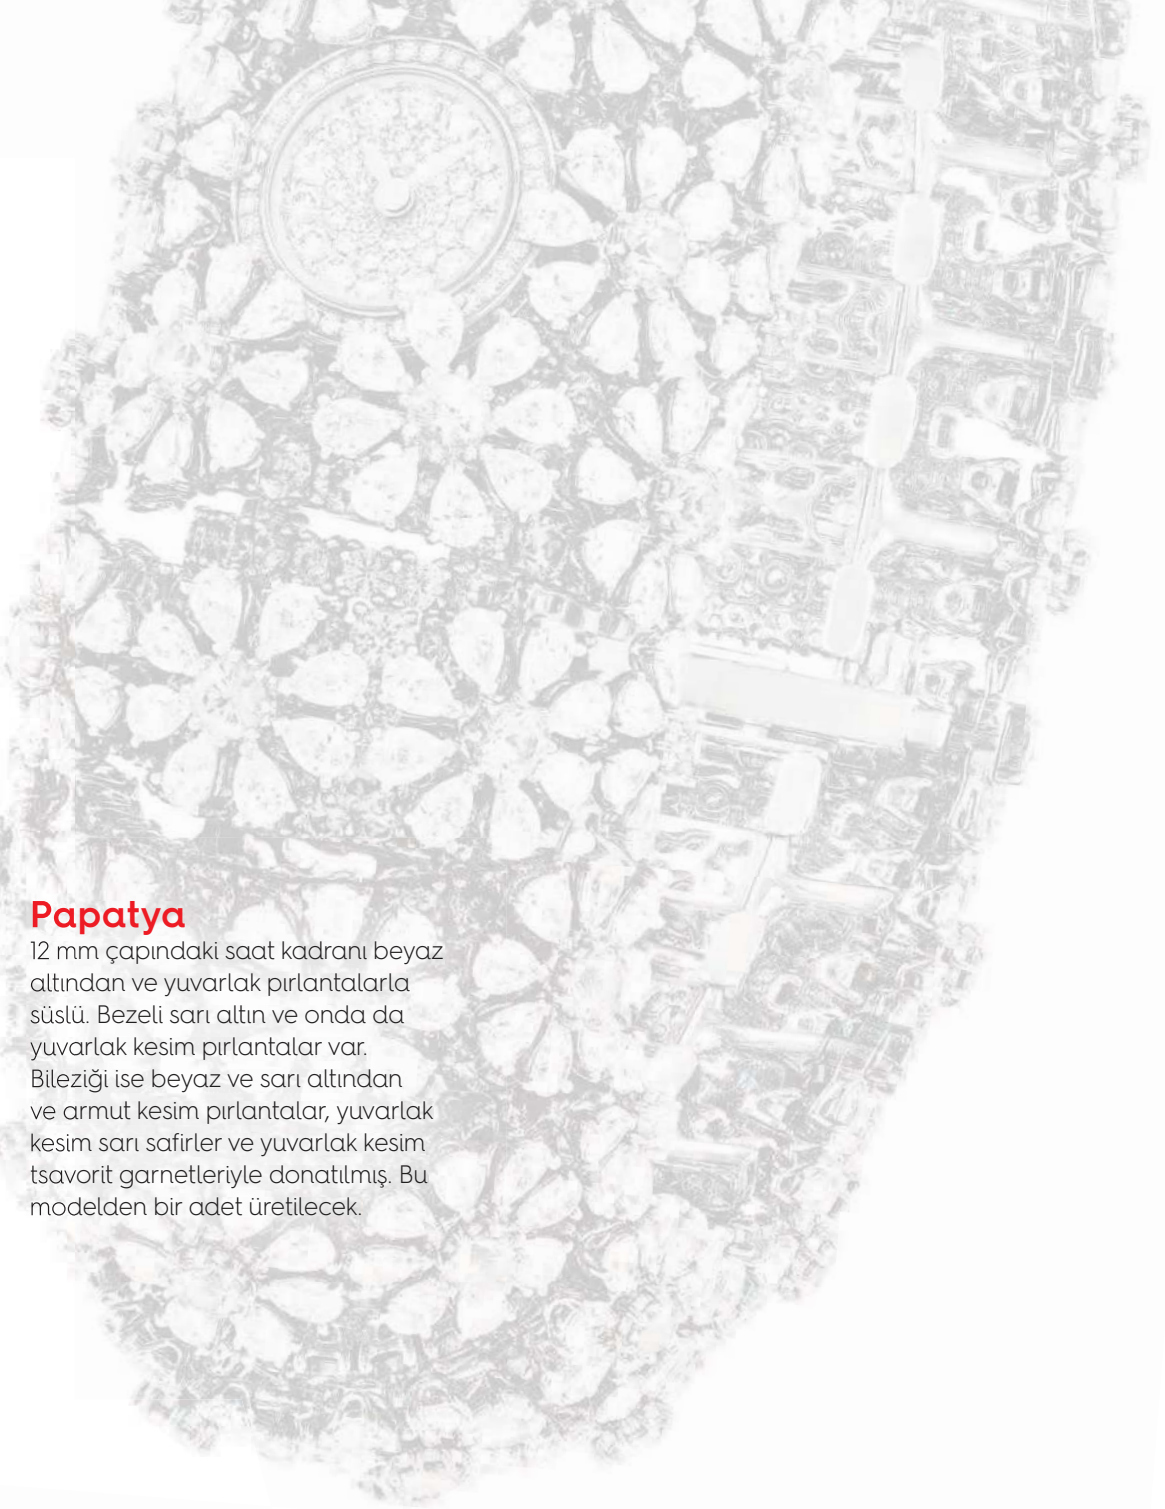 Papatya
12 mm çapındaki saat kadranı beyaz
altından ve yuvarlak pırlantalarla
süslü. Bezeli sarı altın ve onda da
yuvarlak kesim pırlantalar var.
Bileziği ise beyaz ve sarı altından
ve armut kesim pırlantalar, yuvarlak
kesim sarı safirler ve yuvarlak kesim
tsavorit garnetleriyle donatılmış. Bu
modelden bir adet üretilecek.